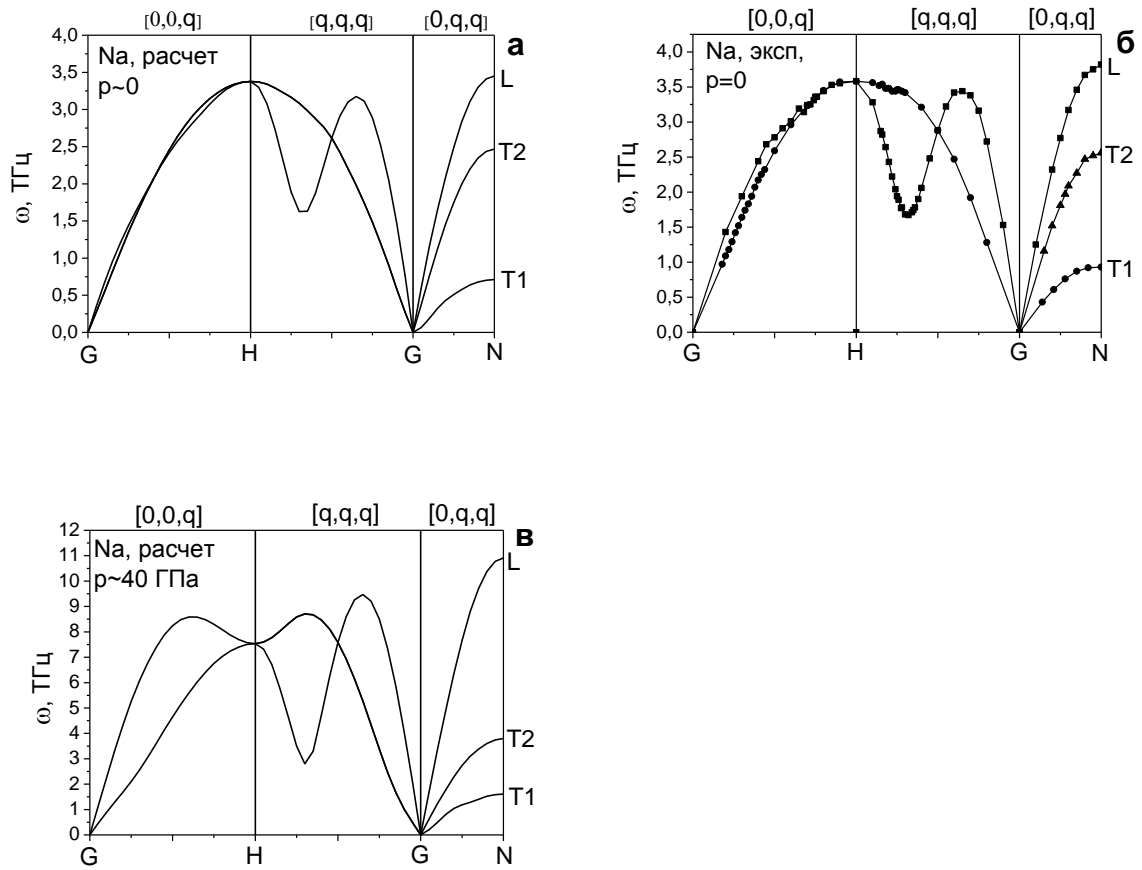 [0,0,q] [q,q,q] [0,q,q]
а
Na, расчет
p~0
4,0
3,5
3,0
2,5
2,0
1,5
1,0
0,5
0,0
ω, ТГц
L
T2
T1
G H G N
[0,0,q] [q,q,q] [0,q,q]
б
Na, эксп,
p=0
4,0
3,5
3,0
2,5
2,0
1,5
1,0
0,5
0,0
ω, ТГц
L
T2
T1
G H G N
[0,0,q] [q,q,q] [0,q,q]
в
Na, расчет
p~40 ГПа
12
11
10
9
8
7
6
5
4
3
2
1
0
ω, ТГц
L
T2
T1
G H G N